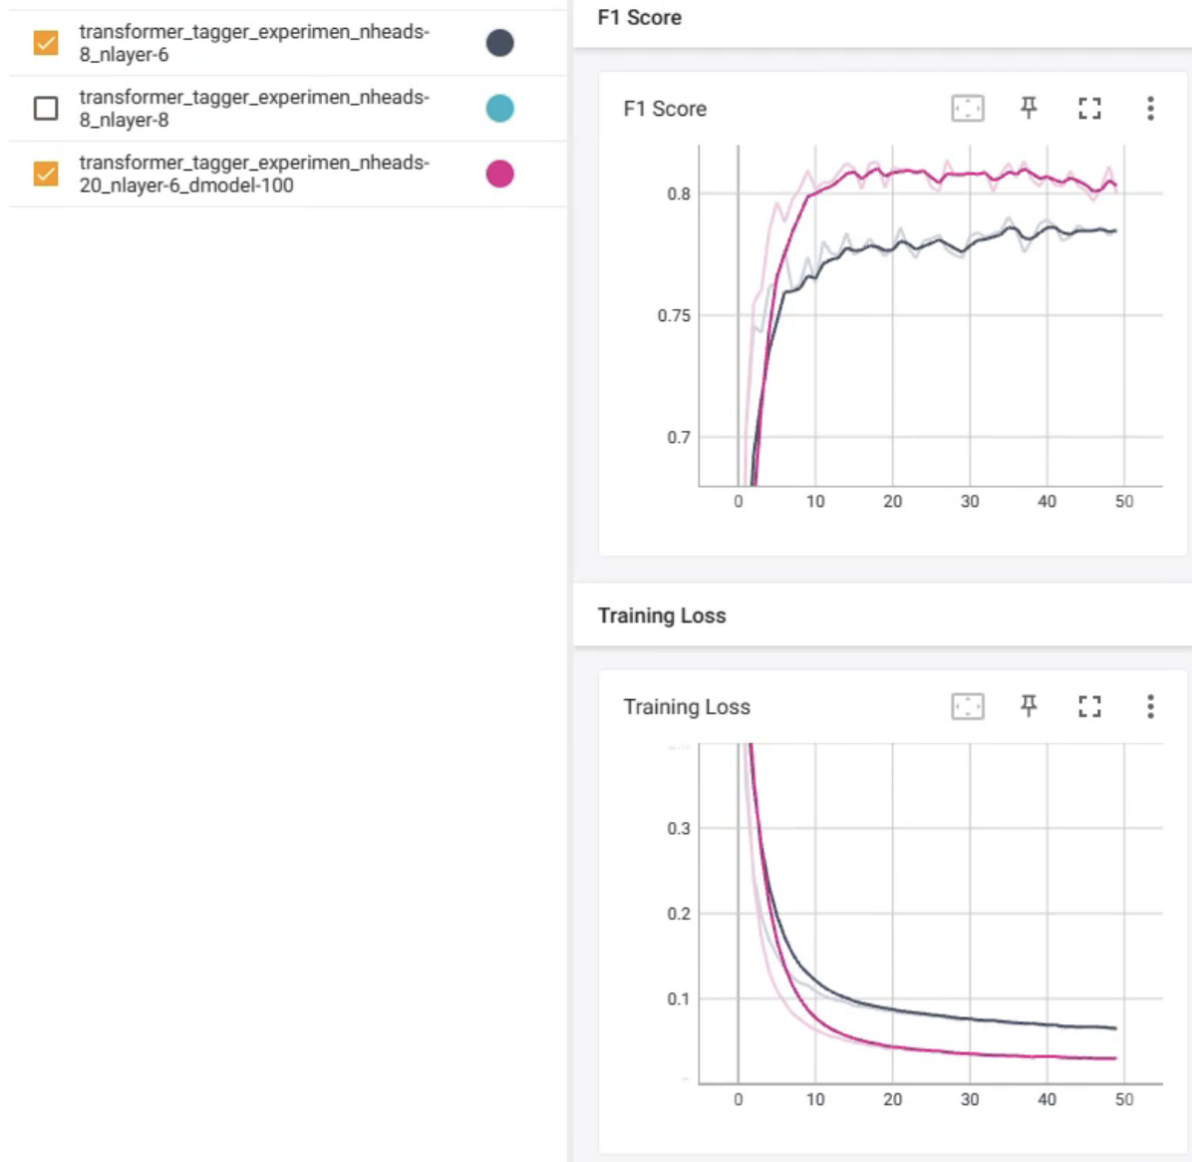 transformer_tagger_experimen_nheads-
8_nlayer-6
transformer_tagger_experimen_nheads-
8_nlayer-8
transformer_tagger_experimen_nheads-
20_nlayer-6_dmodel-100
F1 Score
F1 Score
0.8
0.75
0.7
0 10 20 30 40 50
Training Loss
Training Loss
0.3
0.2
0.1
0 10 20 30 40 50